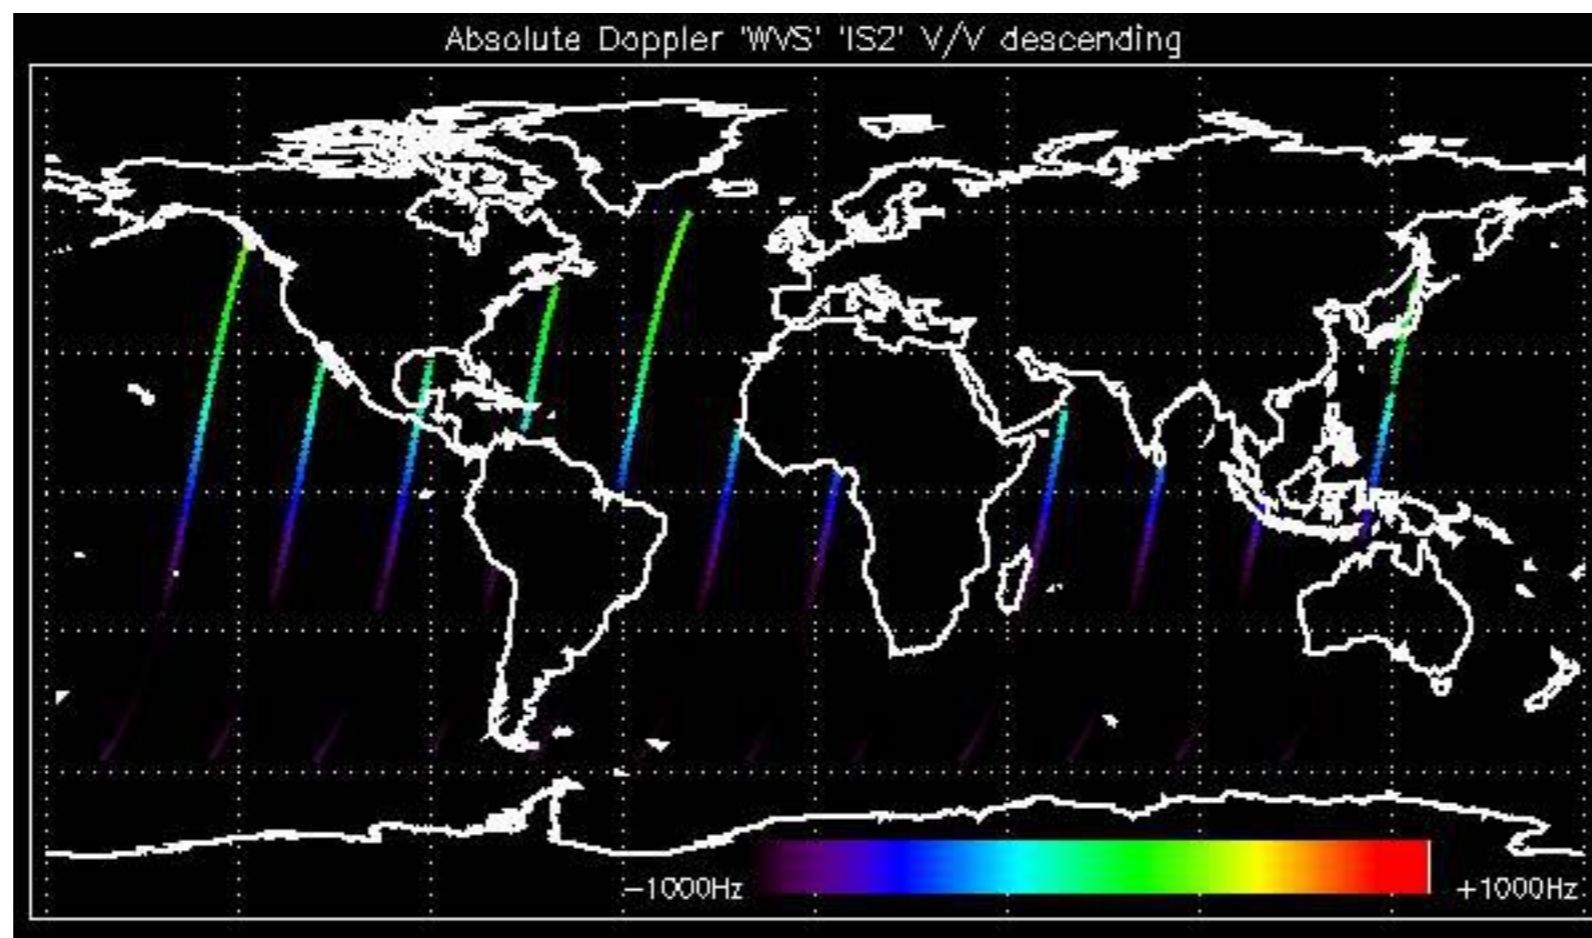 Absolute Doppler 'WVS' 'IS2' V/V descending
−1000Hz
+1000Hz